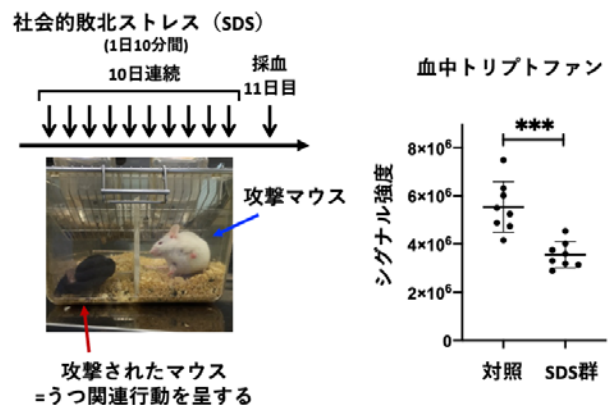 社会的敗北ストレス（SDS）
(1日10分間)
10日連続
採血
11日目
攻撃マウス
攻撃されたマウス
=うつ関連行動を呈する
血中トリプトファン
***
シグナル強度
8×10⁶
6×10⁶
4×10⁶
2×10⁶
0
対照
SDS群